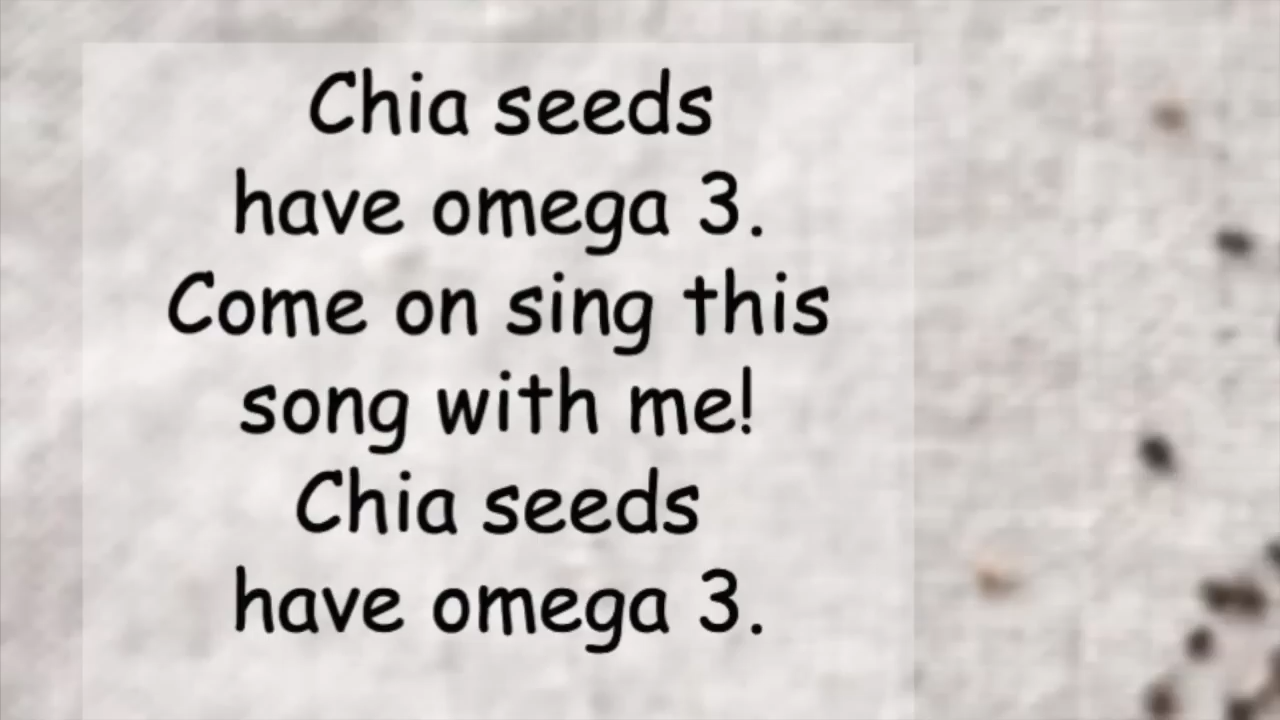 Chia seeds
have omega 3.
Come on sing this
song with me!
Chia seeds
have omega 3.